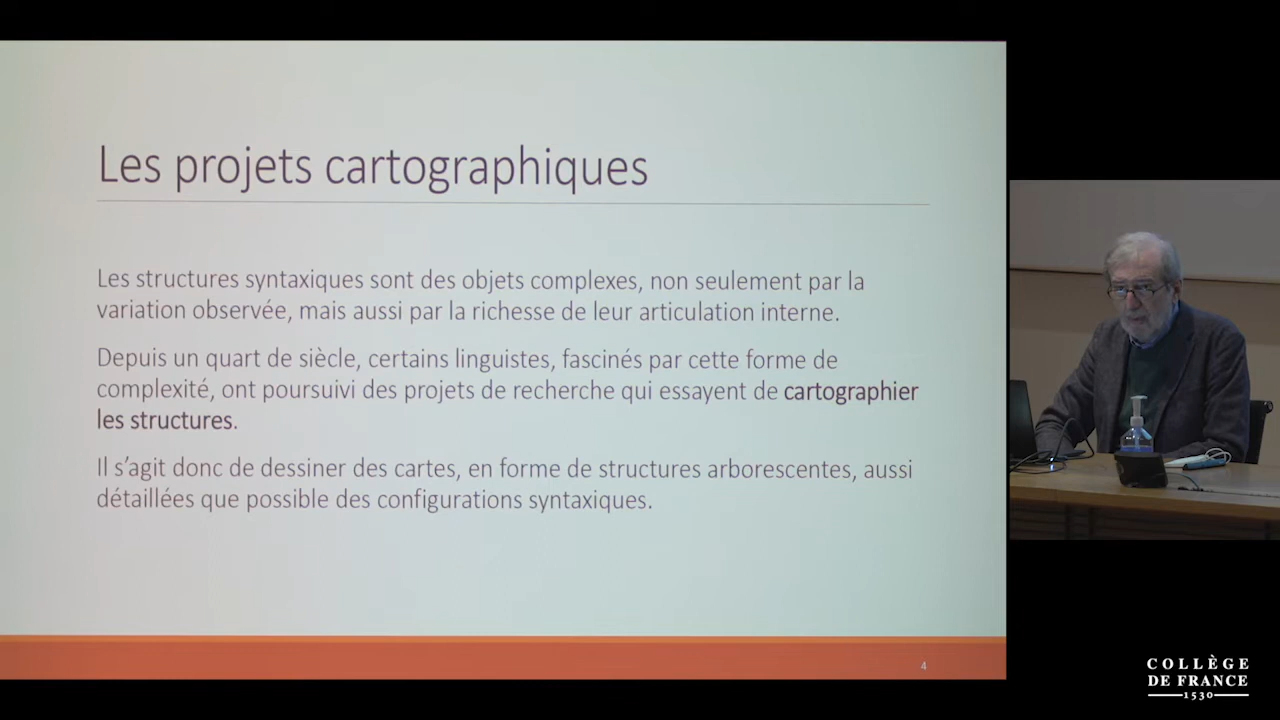 Les projets cartographiques
Les structures syntaxiques sont des objets complexes, non seulement par la
variation observée, mais aussi par la richesse de leur articulation interne.
Depuis un quart de siècle, certains linguistes, fascinés par cette forme de
complexité, ont poursuivi des projets de recherche qui essayent de cartographier
les structures.
Il s’agit donc de dessiner des cartes, en forme de structures arborescentes, aussi
détaillées que possible des configurations syntaxiques.
4
COLLÈGE
DE FRANCE
1530